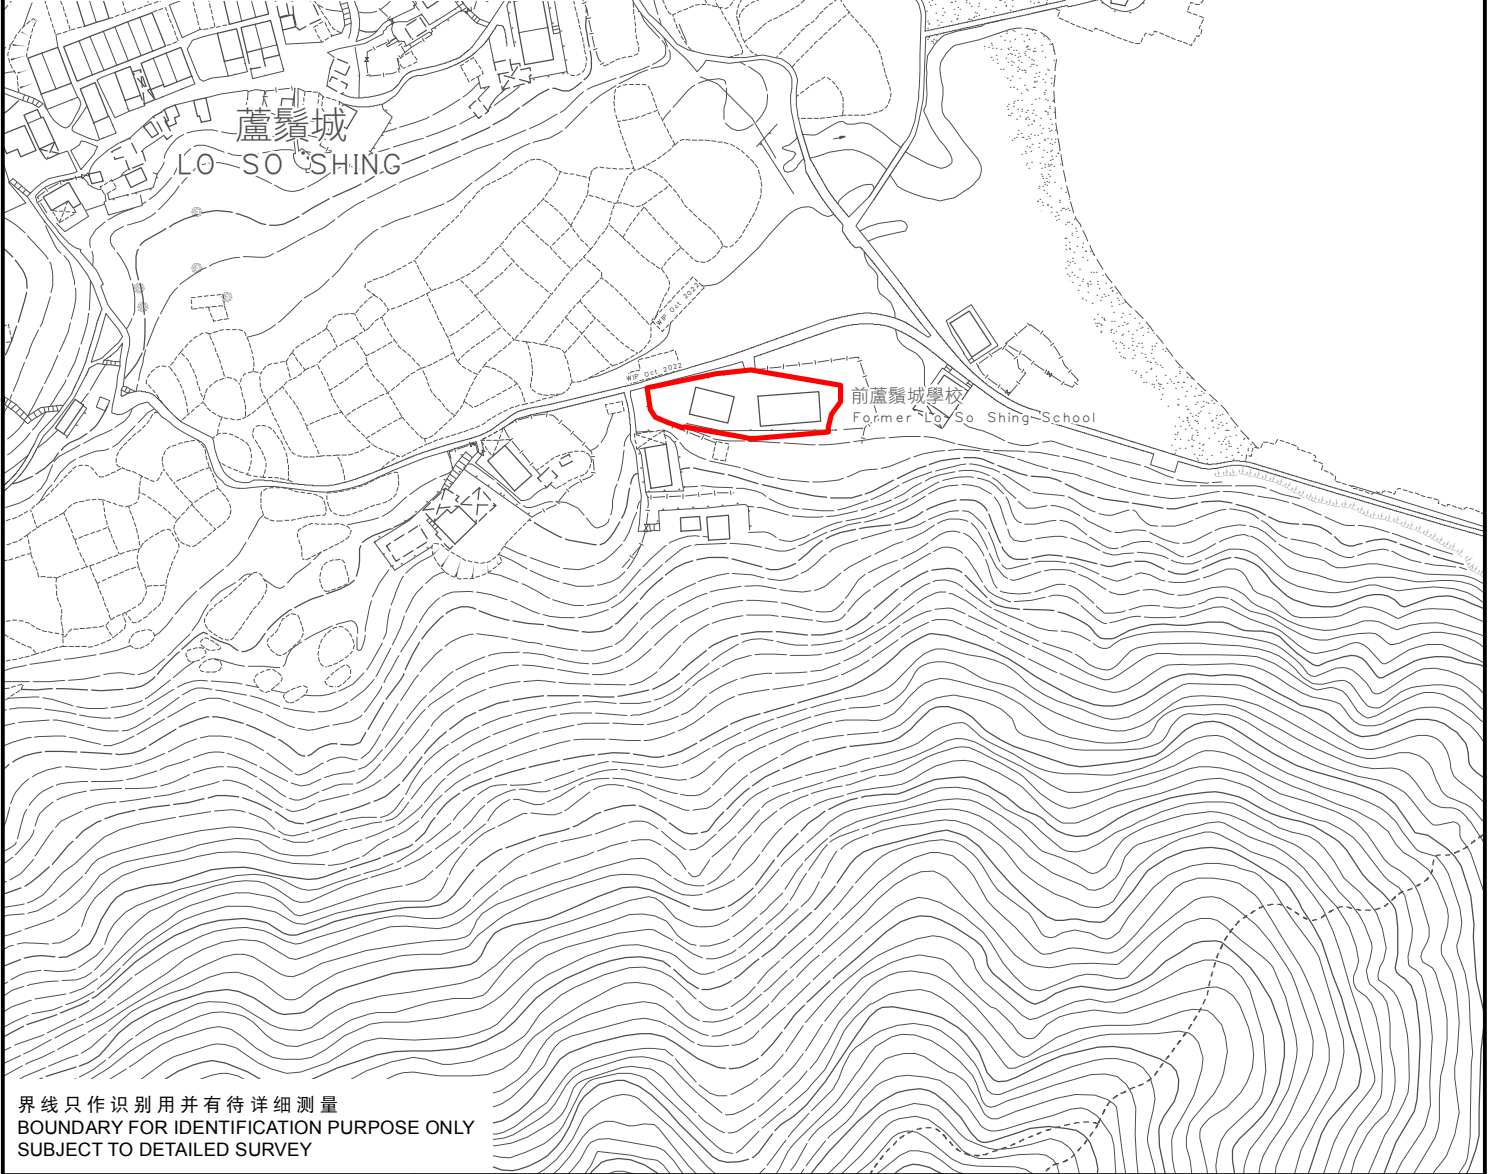 蘆鬚城
LO SO SHING
WIP Oct 2022
WIP Oct 2022
前蘆鬚城學校
Former Lo So Shing School
界线只作识别用并有待详细测量
BOUNDARY FOR IDENTIFICATION PURPOSE ONLY
SUBJECT TO DETAILED SURVEY